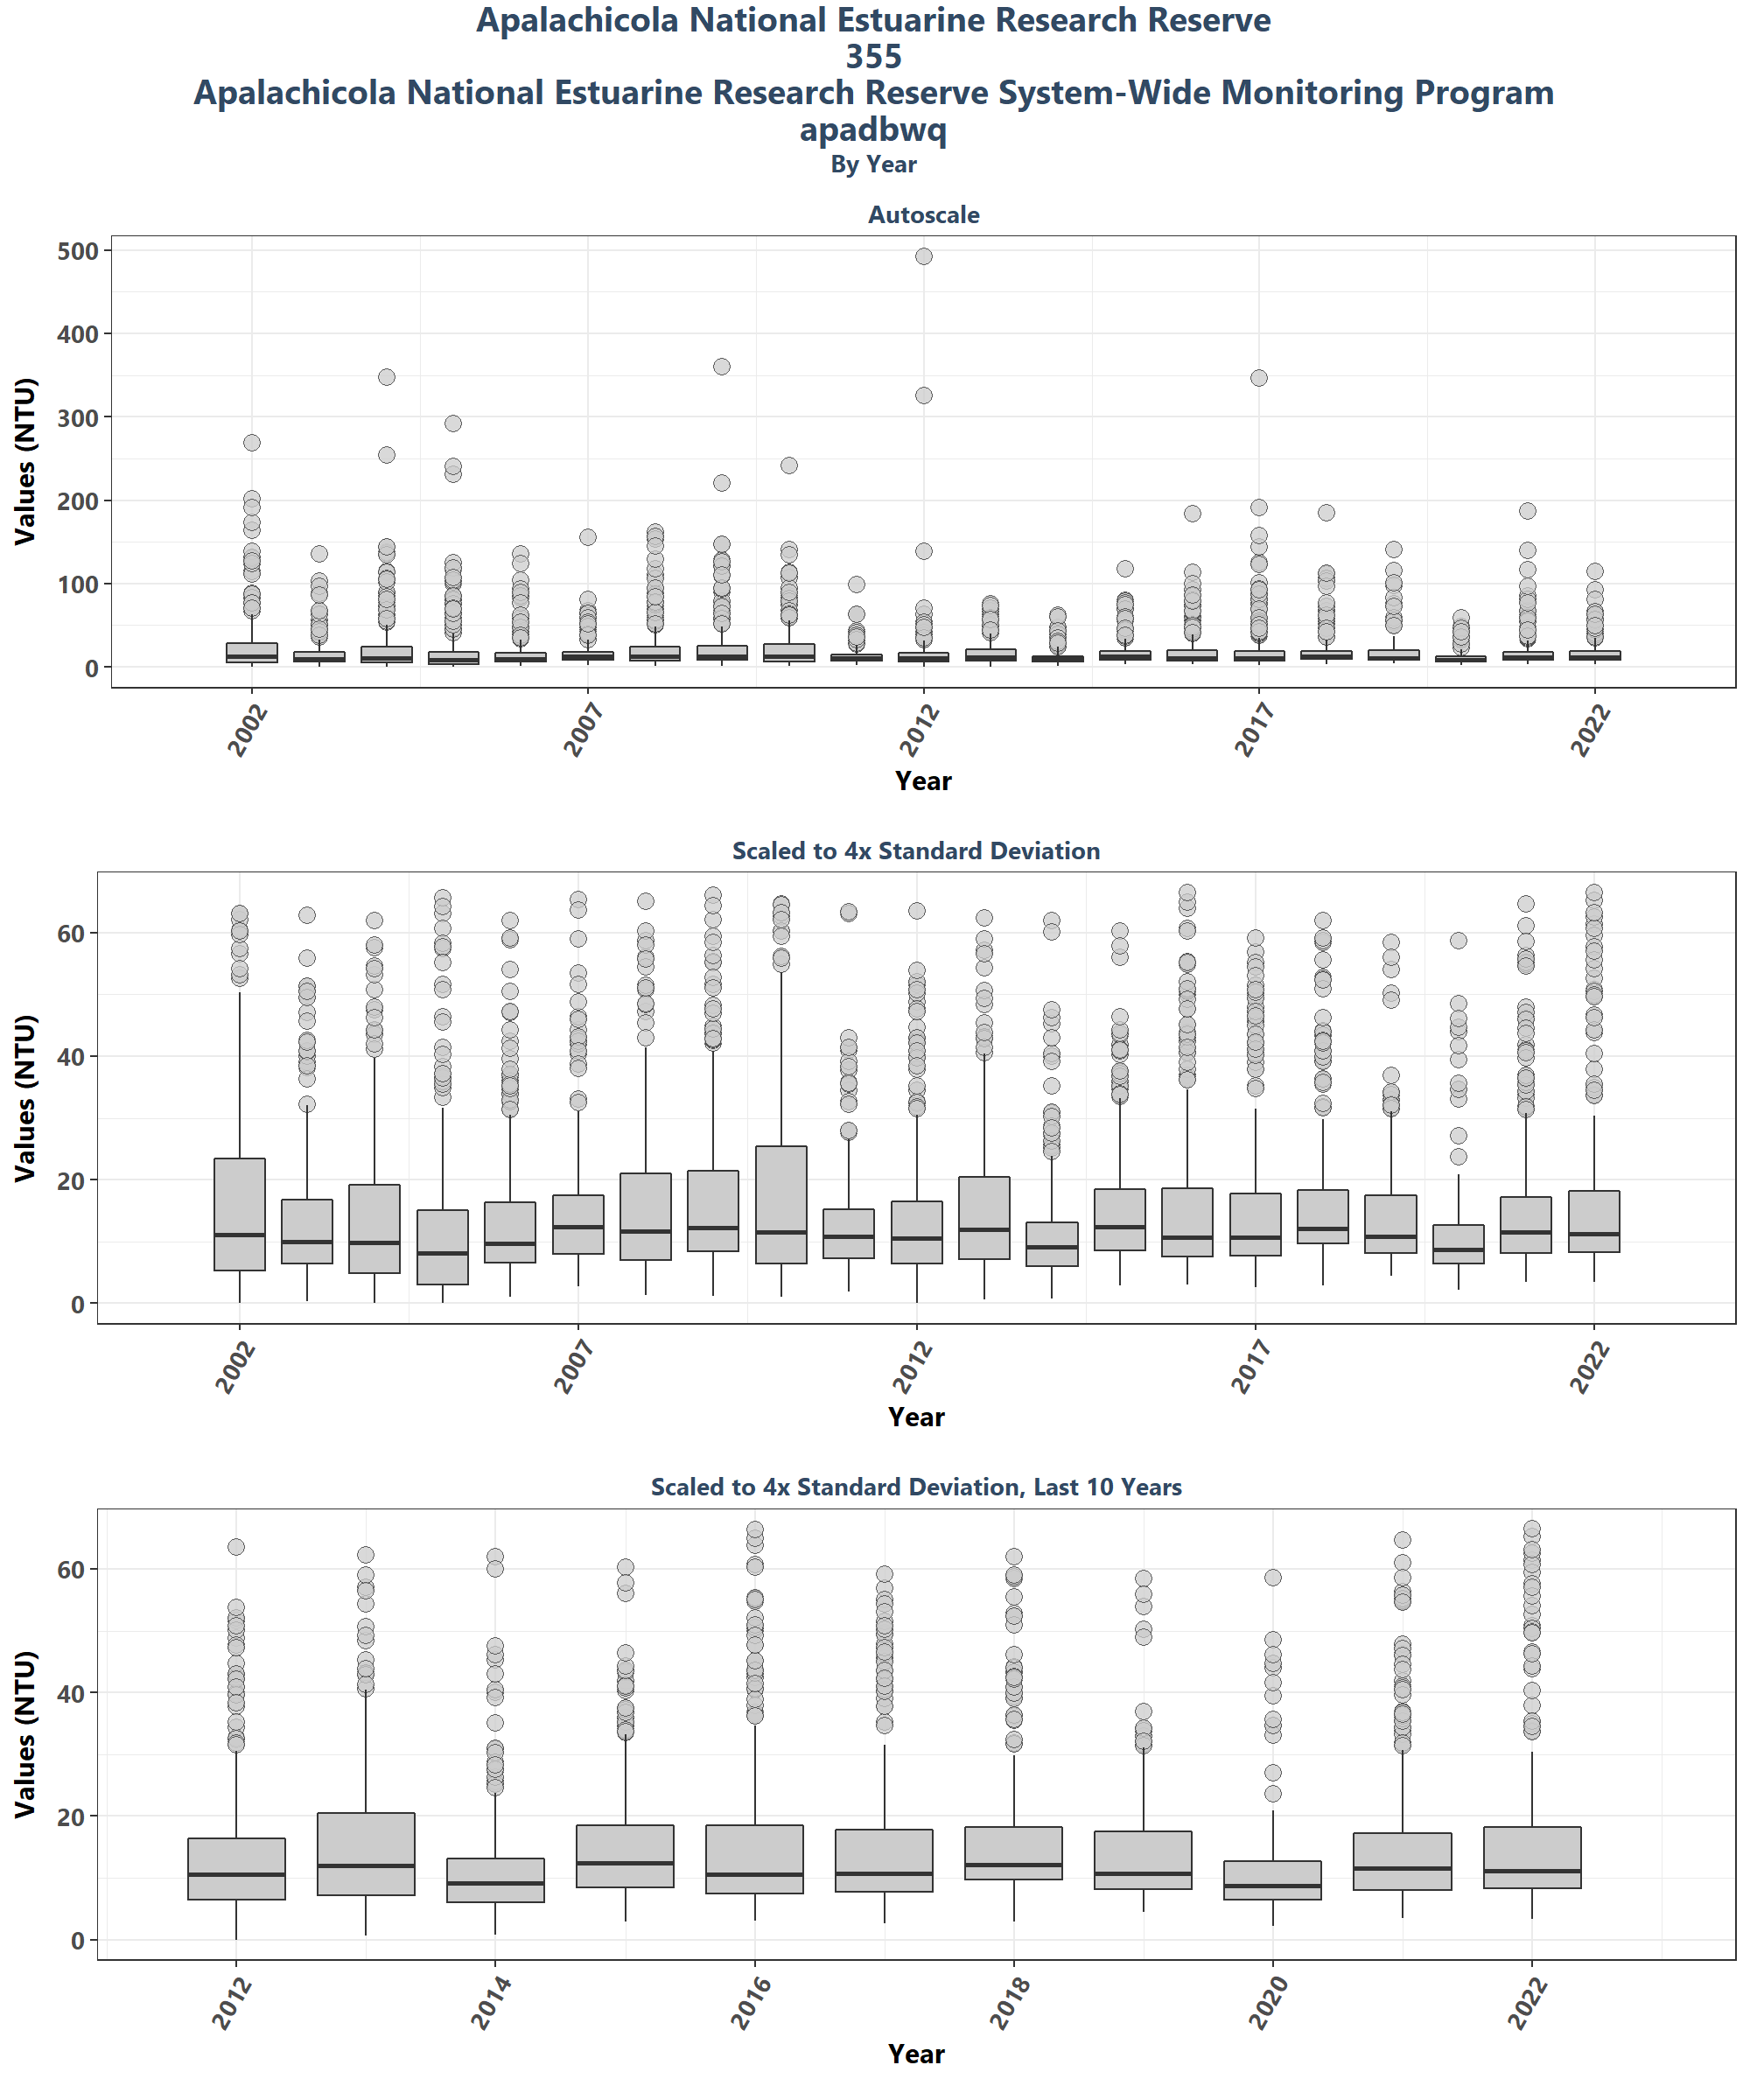 Apalachicola National Estuarine Research Reserve
355
Apalachicola National Estuarine Research Reserve System-Wide Monitoring Program
apadbwq
By Year
Autoscale
Values (NTU)
500
400
300
200
100
0
2002
2007
2012
2017
2022
Year
Scaled to 4x Standard Deviation
Values (NTU)
60
40
20
0
2002
2007
2012
2017
2022
Year
Scaled to 4x Standard Deviation, Last 10 Years
Values (NTU)
60
40
20
0
2012
2014
2016
2018
2020
2022
Year